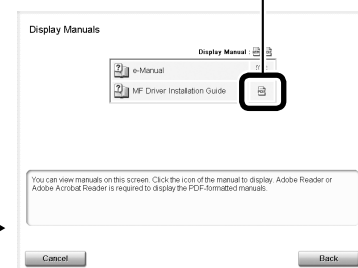 Display Manuals
Display Manual :
e-Manual
MF Driver Installation Guide
You can view manuals on this screen. Click the icon of the manual to display. Adobe Reader or
Adobe Acrobat Reader is required to display the PDF-formatted manuals.
Cancel
Back